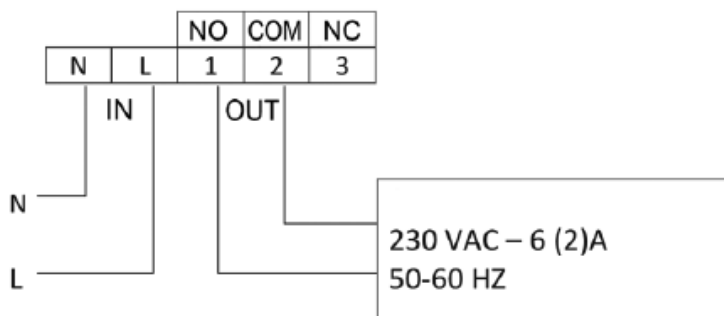 NO COM NC
N L 1 2 3
IN OUT
N
230 VAC – 6 (2)A
L 50-60 HZ